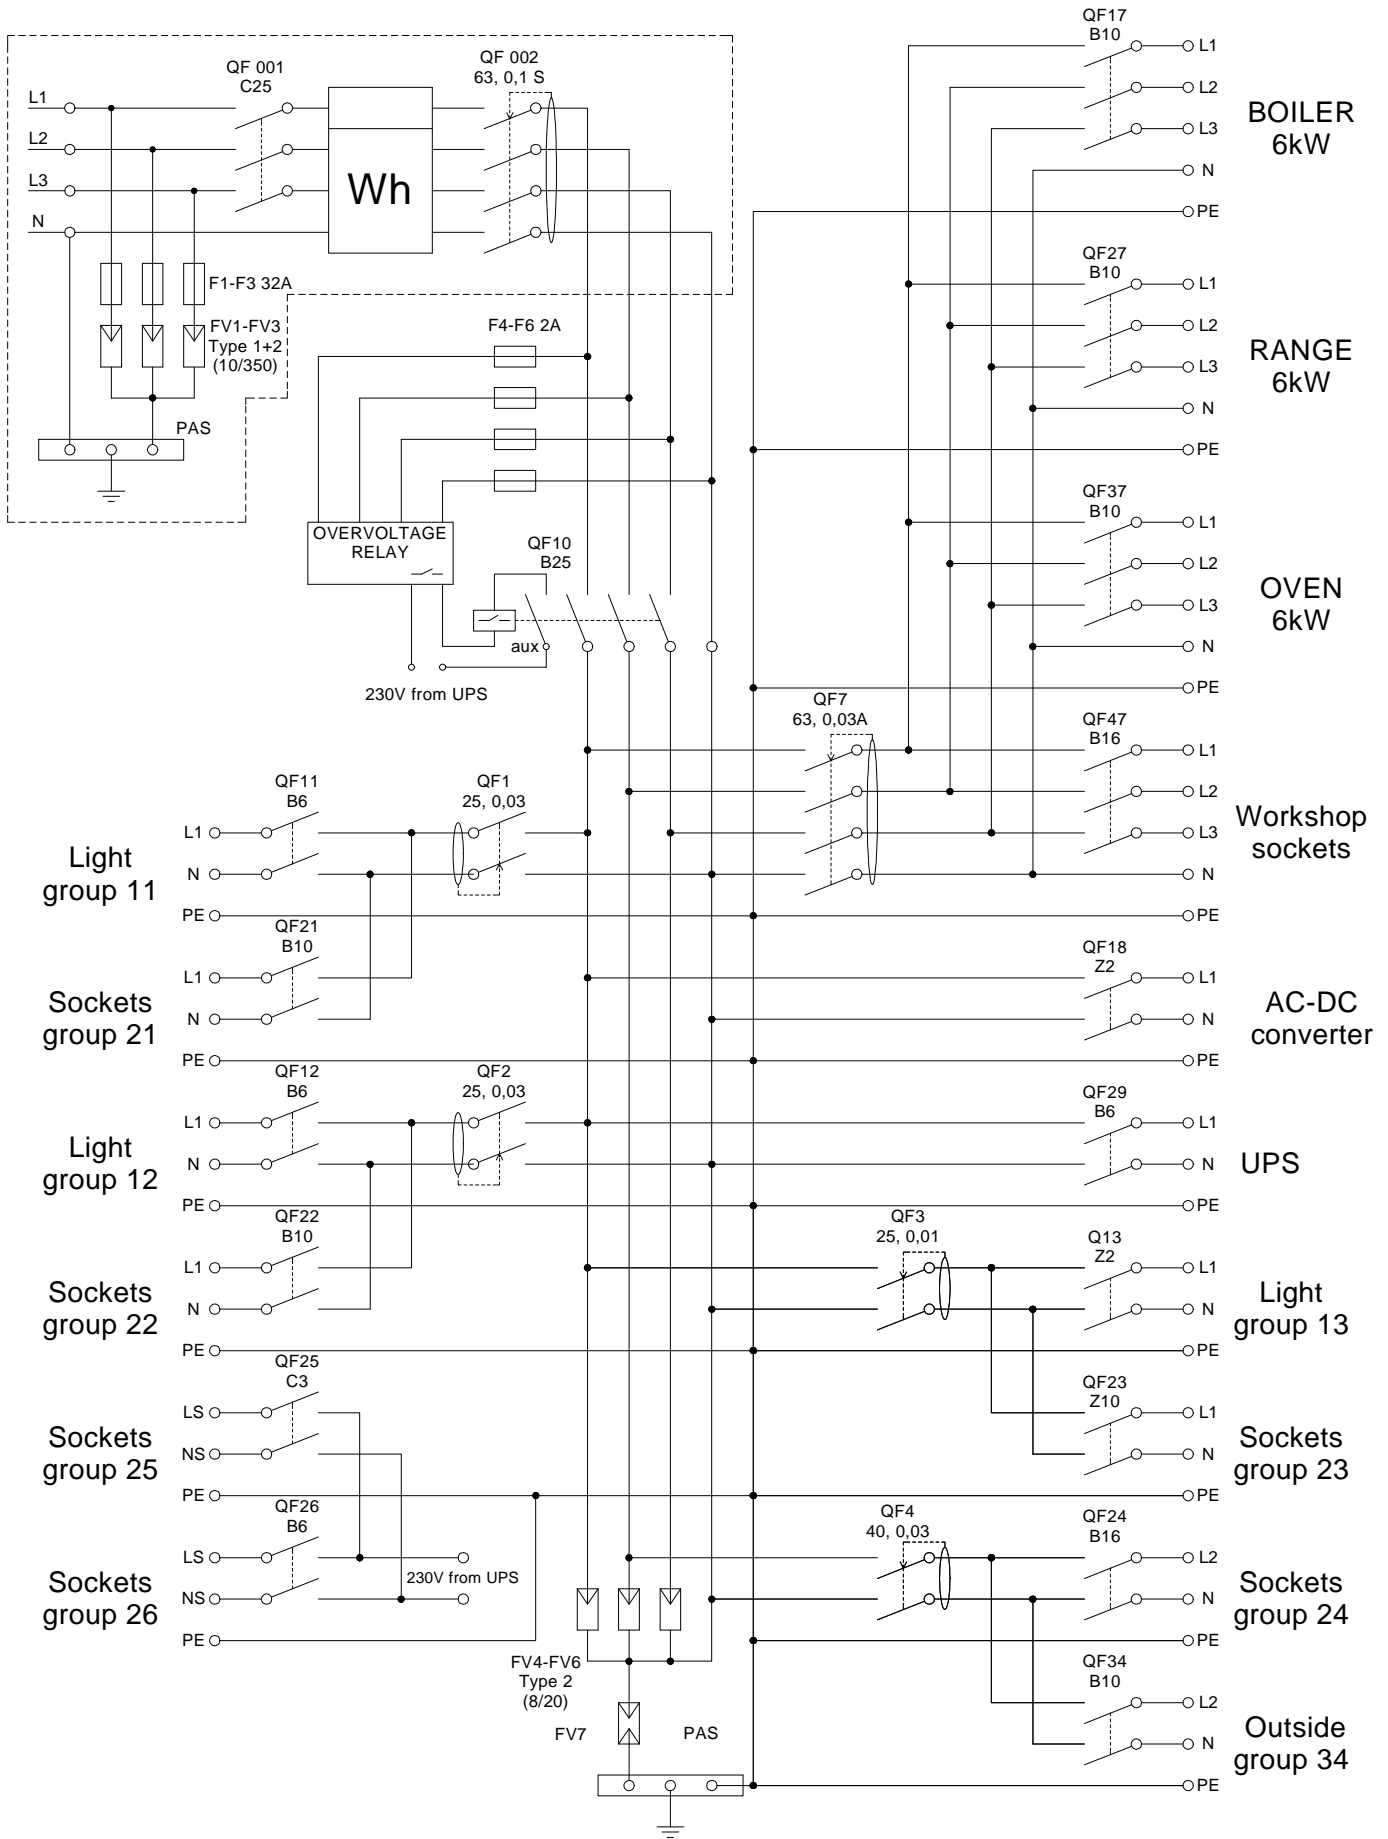 QF 001
C25
QF 002
63, 0,1 S
L1
L2
L3
N
Wh
F1-F3 32A
FV1-FV3
Type 1+2
(10/350)
PAS
F4-F6 2A
OVERVOLTAGE
RELAY
QF10
B25
aux
230V from UPS
QF17
B10
L1
L2
L3
N
PE
BOILER
6kW
QF27
B10
L1
L2
L3
N
PE
RANGE
6kW
QF37
B10
L1
L2
L3
N
PE
OVEN
6kW
QF7
63, 0,03A
QF47
B16
L1
L2
L3
N
PE
Workshop
sockets
QF11
B6
QF1
25, 0,03
L1
N
PE
Light
group 11
QF21
B10
L1
N
PE
Sockets
group 21
QF18
Z2
L1
N
PE
AC-DC
converter
QF12
B6
QF2
25, 0,03
L1
N
PE
Light
group 12
QF29
B6
L1
N
PE
UPS
QF22
B10
L1
N
PE
Sockets
group 22
QF3
25, 0,01
Q13
Z2
L1
N
PE
Light
group 13
QF25
C3
LS
NS
PE
Sockets
group 25
QF23
Z10
L1
N
PE
Sockets
group 23
QF26
B6
LS
NS
PE
230V from UPS
Sockets
group 26
QF4
40, 0,03
QF24
B16
L2
N
PE
Sockets
group 24
FV4-FV6
Type 2
(8/20)
FV7
PAS
QF34
B10
L2
N
PE
Outside
group 34